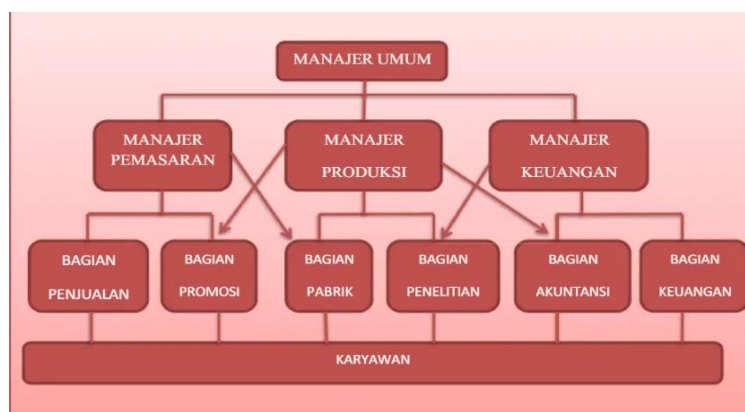 MANAJER UMUM
MANAJER
PEMASARAN
MANAJER
PRODUKSI
MANAJER
KEUANGAN
BAGIAN
PENJUALAN
BAGIAN
PROMOSI
BAGIAN
PABRIK
BAGIAN
PENELITIAN
BAGIAN
AKUNTANSI
BAGIAN
KEUANGAN
KARYAWAN